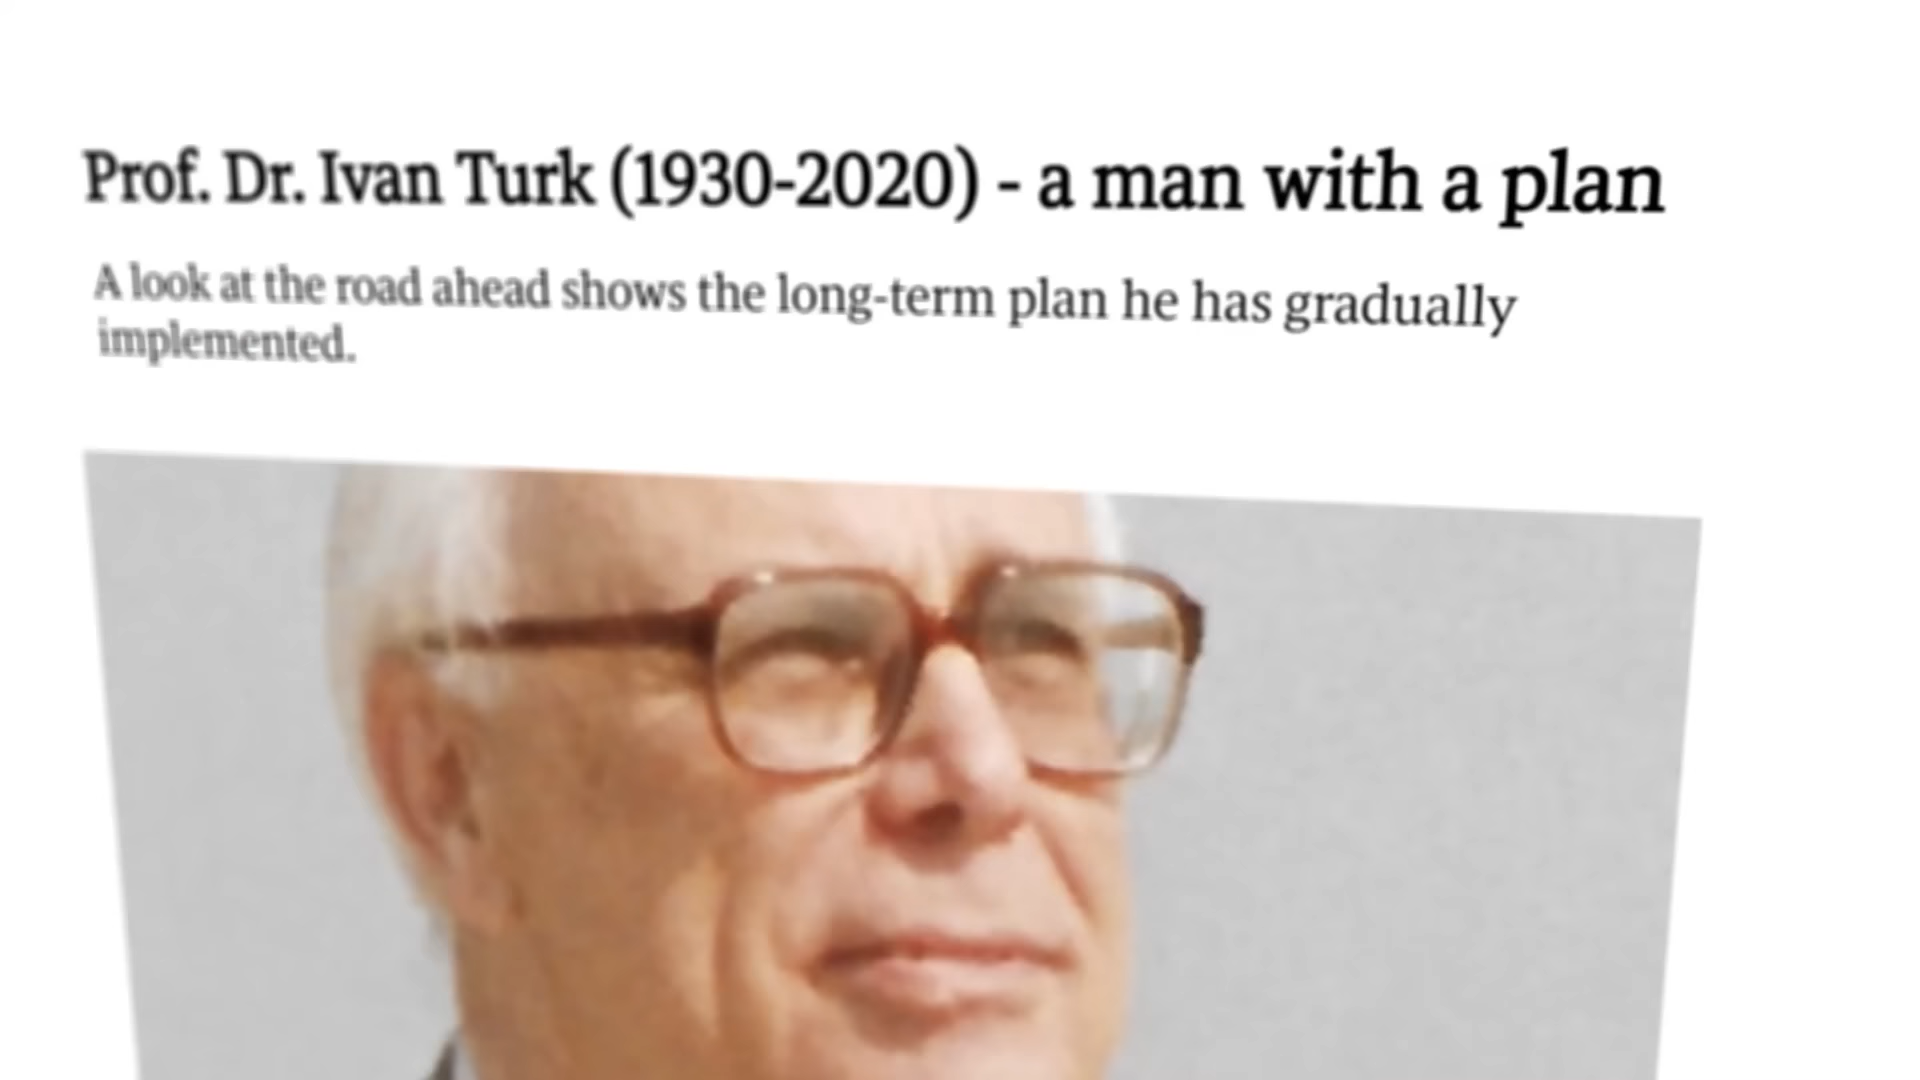 Prof. Dr. Ivan Turk (1930-2020) - a man with a plan
A look at the road ahead shows the long-term plan he has gradually
implemented.